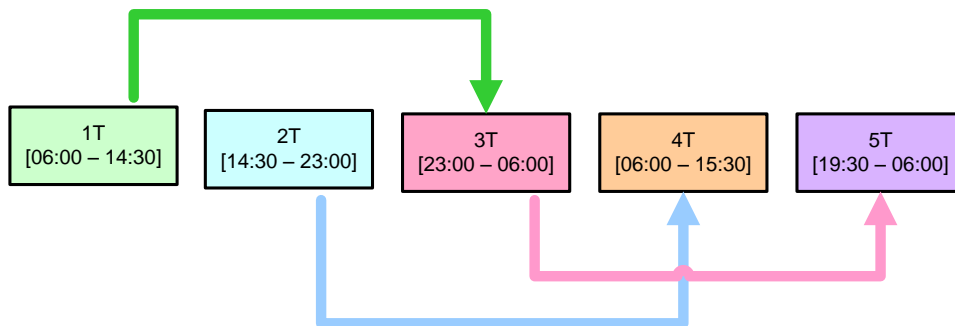 1T
[06:00 – 14:30]
2T
[14:30 – 23:00]
3T
[23:00 – 06:00]
4T
[06:00 – 15:30]
5T
[19:30 – 06:00]